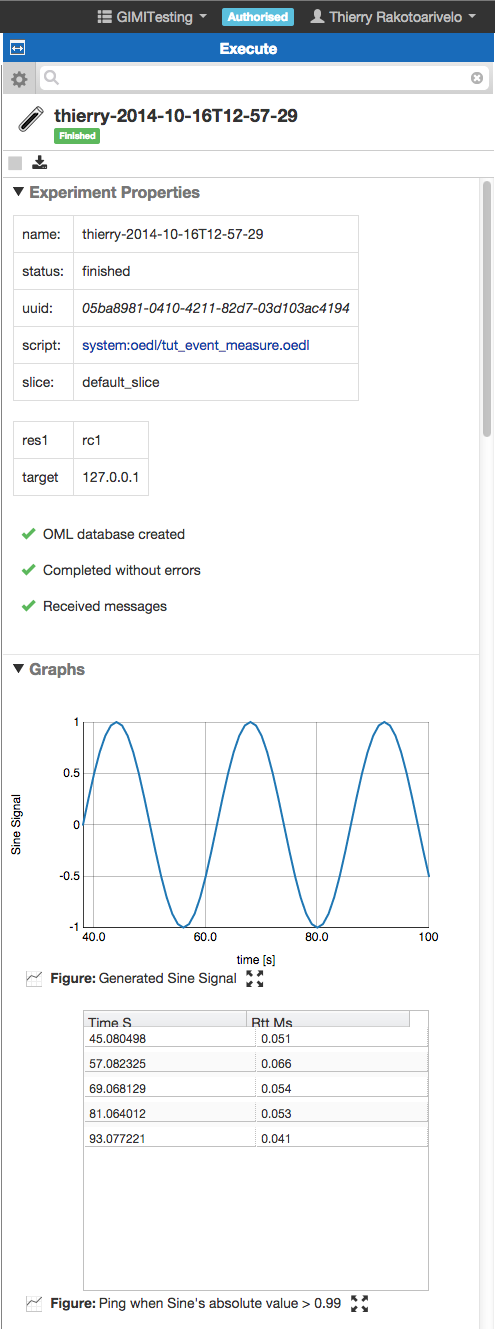 GIMITesting Authorised Thierry Rakotoarivelo
Execute
thierry-2014-10-16T12-57-29
Finished
Experiment Properties
name: thierry-2014-10-16T12-57-29
status: finished
uuid: 05ba8981-0410-4211-82d7-03d103ac4194
script: system:oedl/tut_event_measure.oedl
slice: default_slice
res1 rc1
target 127.0.0.1
OML database created
Completed without errors
Received messages
Graphs
1
0.5
0
-0.5
-1
Sine Signal
40.0 60.0 80.0 100
time [s]
Figure: Generated Sine Signal
Time S Rtt Ms
45.080498 0.051
57.082325 0.066
69.068129 0.054
81.064012 0.053
93.077221 0.041
Figure: Ping when Sine's absolute value > 0.99